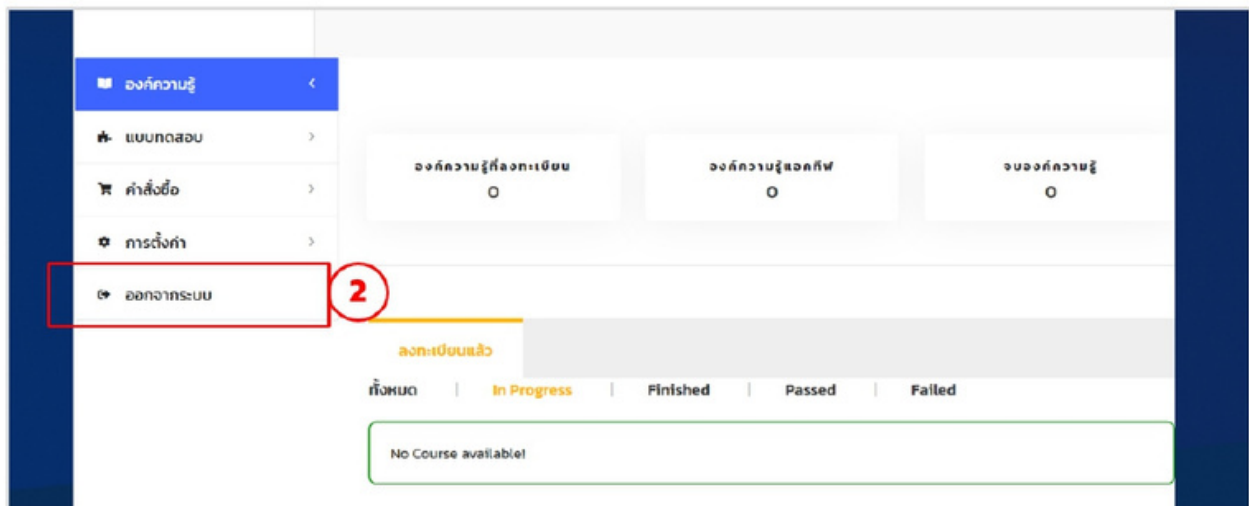 องค์ความรู้
แบบทดสอบ
คำสั่งซื้อ
การตั้งค่า
ออกจากระบบ
2
องค์ความรู้ที่ลงทะเบียน
0
องค์ความรู้แอคทีฟ
0
จบองค์ความรู้
0
ลงทะเบียนแล้ว
ทั้งหมด | In Progress | Finished | Passed | Failed
No Course available!